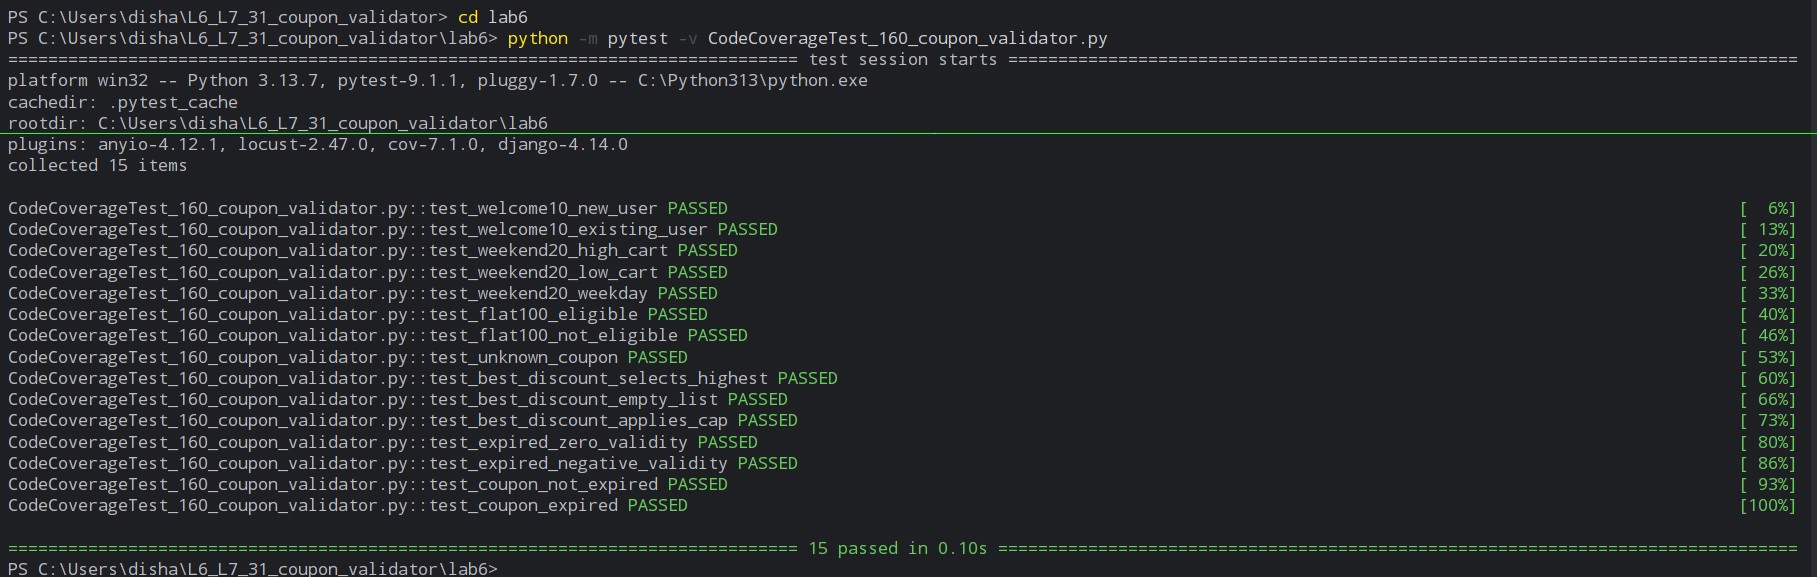 PS C:\Users\disha\L6_L7_31_coupon_validator> cd lab6
PS C:\Users\disha\L6_L7_31_coupon_validator\lab6> python -m pytest -v CodeCoverageTest_160_coupon_validator.py
=============================================================================== test session starts ===============================================================================
platform win32 -- Python 3.13.7, pytest-9.1.1, pluggy-1.7.0 -- C:\Python313\python.exe
cachedir: .pytest_cache
rootdir: C:\Users\disha\L6_L7_31_coupon_validator\lab6
plugins: anyio-4.12.1, locust-2.47.0, cov-7.1.0, django-4.14.0
collected 15 items
CodeCoverageTest_160_coupon_validator.py::test_welcome10_new_user PASSED [  6%]
CodeCoverageTest_160_coupon_validator.py::test_welcome10_existing_user PASSED [ 13%]
CodeCoverageTest_160_coupon_validator.py::test_weekend20_high_cart PASSED [ 20%]
CodeCoverageTest_160_coupon_validator.py::test_weekend20_low_cart PASSED [ 26%]
CodeCoverageTest_160_coupon_validator.py::test_weekend20_weekday PASSED [ 33%]
CodeCoverageTest_160_coupon_validator.py::test_flat100_eligible PASSED [ 40%]
CodeCoverageTest_160_coupon_validator.py::test_flat100_not_eligible PASSED [ 46%]
CodeCoverageTest_160_coupon_validator.py::test_unknown_coupon PASSED [ 53%]
CodeCoverageTest_160_coupon_validator.py::test_best_discount_selects_highest PASSED [ 60%]
CodeCoverageTest_160_coupon_validator.py::test_best_discount_empty_list PASSED [ 66%]
CodeCoverageTest_160_coupon_validator.py::test_best_discount_applies_cap PASSED [ 73%]
CodeCoverageTest_160_coupon_validator.py::test_expired_zero_validity PASSED [ 80%]
CodeCoverageTest_160_coupon_validator.py::test_expired_negative_validity PASSED [ 86%]
CodeCoverageTest_160_coupon_validator.py::test_coupon_not_expired PASSED [ 93%]
CodeCoverageTest_160_coupon_validator.py::test_coupon_expired PASSED [100%]
=============================================================================== 15 passed in 0.10s ================================================================================
PS C:\Users\disha\L6_L7_31_coupon_validator\lab6>